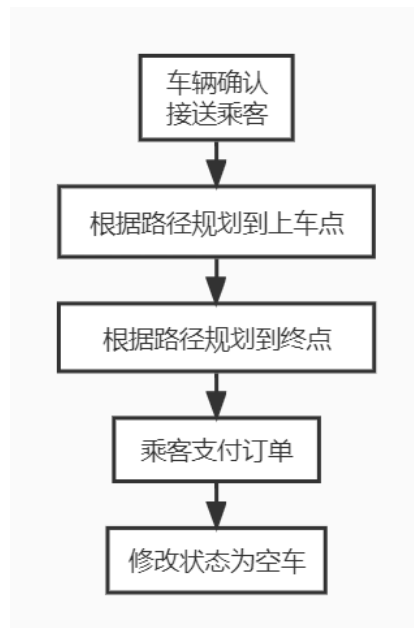 车辆确认
接送乘客
根据路径规划到上车点
根据路径规划到终点
乘客支付订单
修改状态为空车